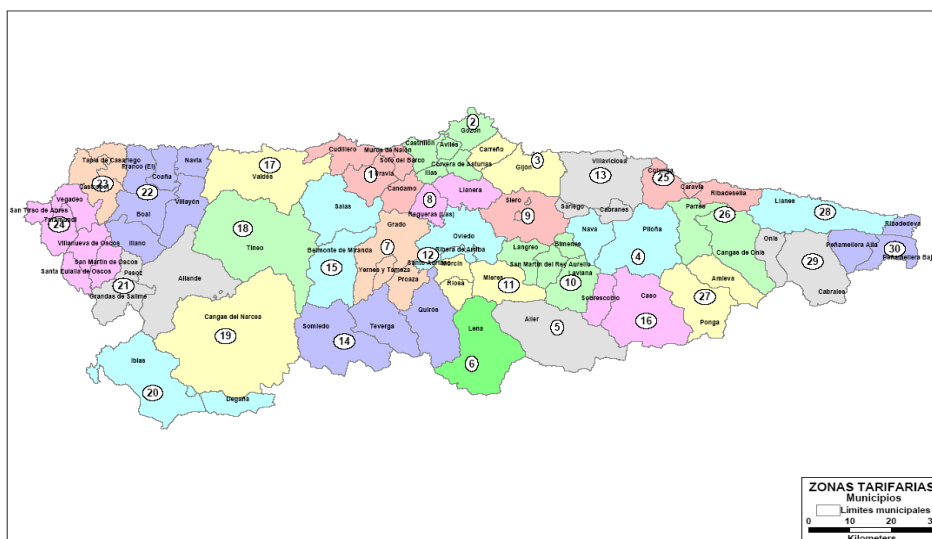 2
Gozón
Castrillón
Avilés
Corvera de Asturias
Illas
Carreño
3
Gijón
Cudillero
Muros de Nalón
Soto del Barco
1
Pravia
Candamo
Tapia de Casariego
Franco (El)
Navia
23
Castropol
Coaña
22
17
Valdés
Villaviciosa
13
25
Colunga
Caravia
Ribadesella
Vegadeo
San Tirso de Abres
Taramundi
24
Villanueva de Oscos
San Martin de Oscos
Santa Eulalia de Oscos
Boal
Villayón
Illano
Pesoz
21
Grandas de Salime
Allande
18
Tineo
Salas
15
Belmonte de Miranda
Grado
7
Yernes y Tameza
Proaza
Santo Adriano
8
Llanera
Regueras (Las)
Oviedo
12
Ribera de Arriba
Morcín
Riosa
Siero
9
Sariego
Cabranes
Nava
Piloña
4
Bimenes
Langreo
San Martin del Rey Aurelio
Laviana
10
Mieres
11
Parres
26
Cangas de Onis
Onis
Llanes
28
Ribadedeva
Peñamellera Alta
30
Peñamellera Baj
29
Cabrales
Amieva
27
Ponga
Sobrescobio
Caso
16
Aller
5
Lena
6
Quirós
Teverga
Somiedo
14
Cangas del Narcea
19
Ibias
20
Degaña
ZONAS TARIFARIAS
Municipios
Límites municipales
0 10 20 3
Kilometers